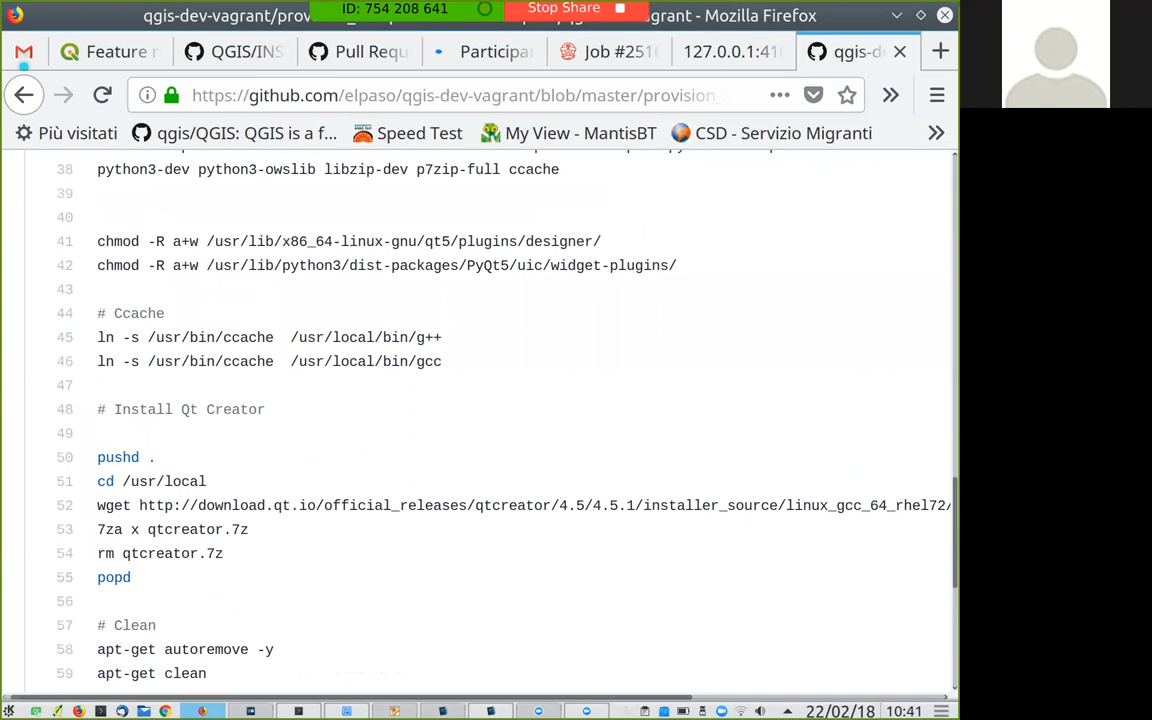 qgis-dev-vagrant/prov
ID: 754 208 641
Stop Share
grant - Mozilla Firefox
Feature r
QGIS/INS
Pull Requ
Participa
Job #251
127.0.0.1:41
qgis-d
https://github.com/elpaso/qgis-dev-vagrant/blob/master/provision_
Più visitati
qgis/QGIS: QGIS is a f...
Speed Test
My View - MantisBT
CSD - Servizio Migranti
38 python3-dev python3-owslib libzip-dev p7zip-full ccache
39
40
41 chmod -R a+w /usr/lib/x86_64-linux-gnu/qt5/plugins/designer/
42 chmod -R a+w /usr/lib/python3/dist-packages/PyQt5/uic/widget-plugins/
43
44 # Ccache
45 ln -s /usr/bin/ccache  /usr/local/bin/g++
46 ln -s /usr/bin/ccache  /usr/local/bin/gcc
47
48 # Install Qt Creator
49
50 pushd .
51 cd /usr/local
52 wget http://download.qt.io/official_releases/qtcreator/4.5/4.5.1/installer_source/linux_gcc_64_rhel72/
53 7za x qtcreator.7z
54 rm qtcreator.7z
55 popd
56
57 # Clean
58 apt-get autoremove -y
59 apt-get clean
22/02/18 10:41